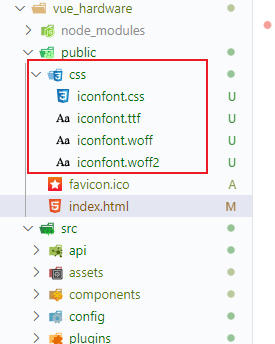 vue_hardware
node_modules
public
css
iconfont.css U
Aa iconfont.ttf U
Aa iconfont.woff U
Aa iconfont.woff2 U
favicon.ico A
index.html M
src
api
assets
components
config
plugins